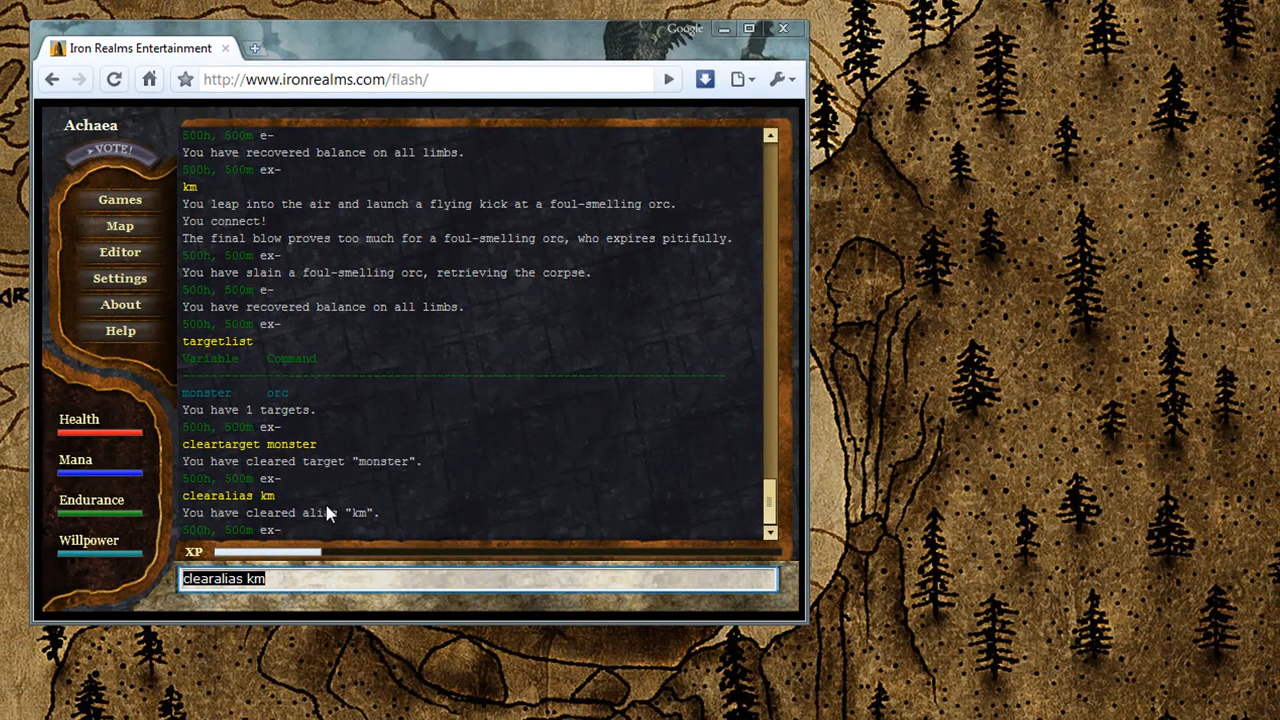 Google
Iron Realms Entertainment
http://www.ironrealms.com/flash/
Achaea
VOTE!
Games
Map
Editor
Settings
About
Help
Health
Mana
Endurance
Willpower
500h, 500m e-
You have recovered balance on all limbs.
500h, 500m ex-
km
You leap into the air and launch a flying kick at a foul-smelling orc.
You connect!
The final blow proves too much for a foul-smelling orc, who expires pitifully.
500h, 500m ex-
You have slain a foul-smelling orc, retrieving the corpse.
500h, 500m e-
You have recovered balance on all limbs.
500h, 500m ex-
targetlist
Variable Command
monster orc
You have 1 targets.
500h, 500m ex-
cleartarget monster
You have cleared target "monster".
500h, 500m ex-
clearalias km
You have cleared alias "km".
500h, 500m ex-
XP
clearalias km